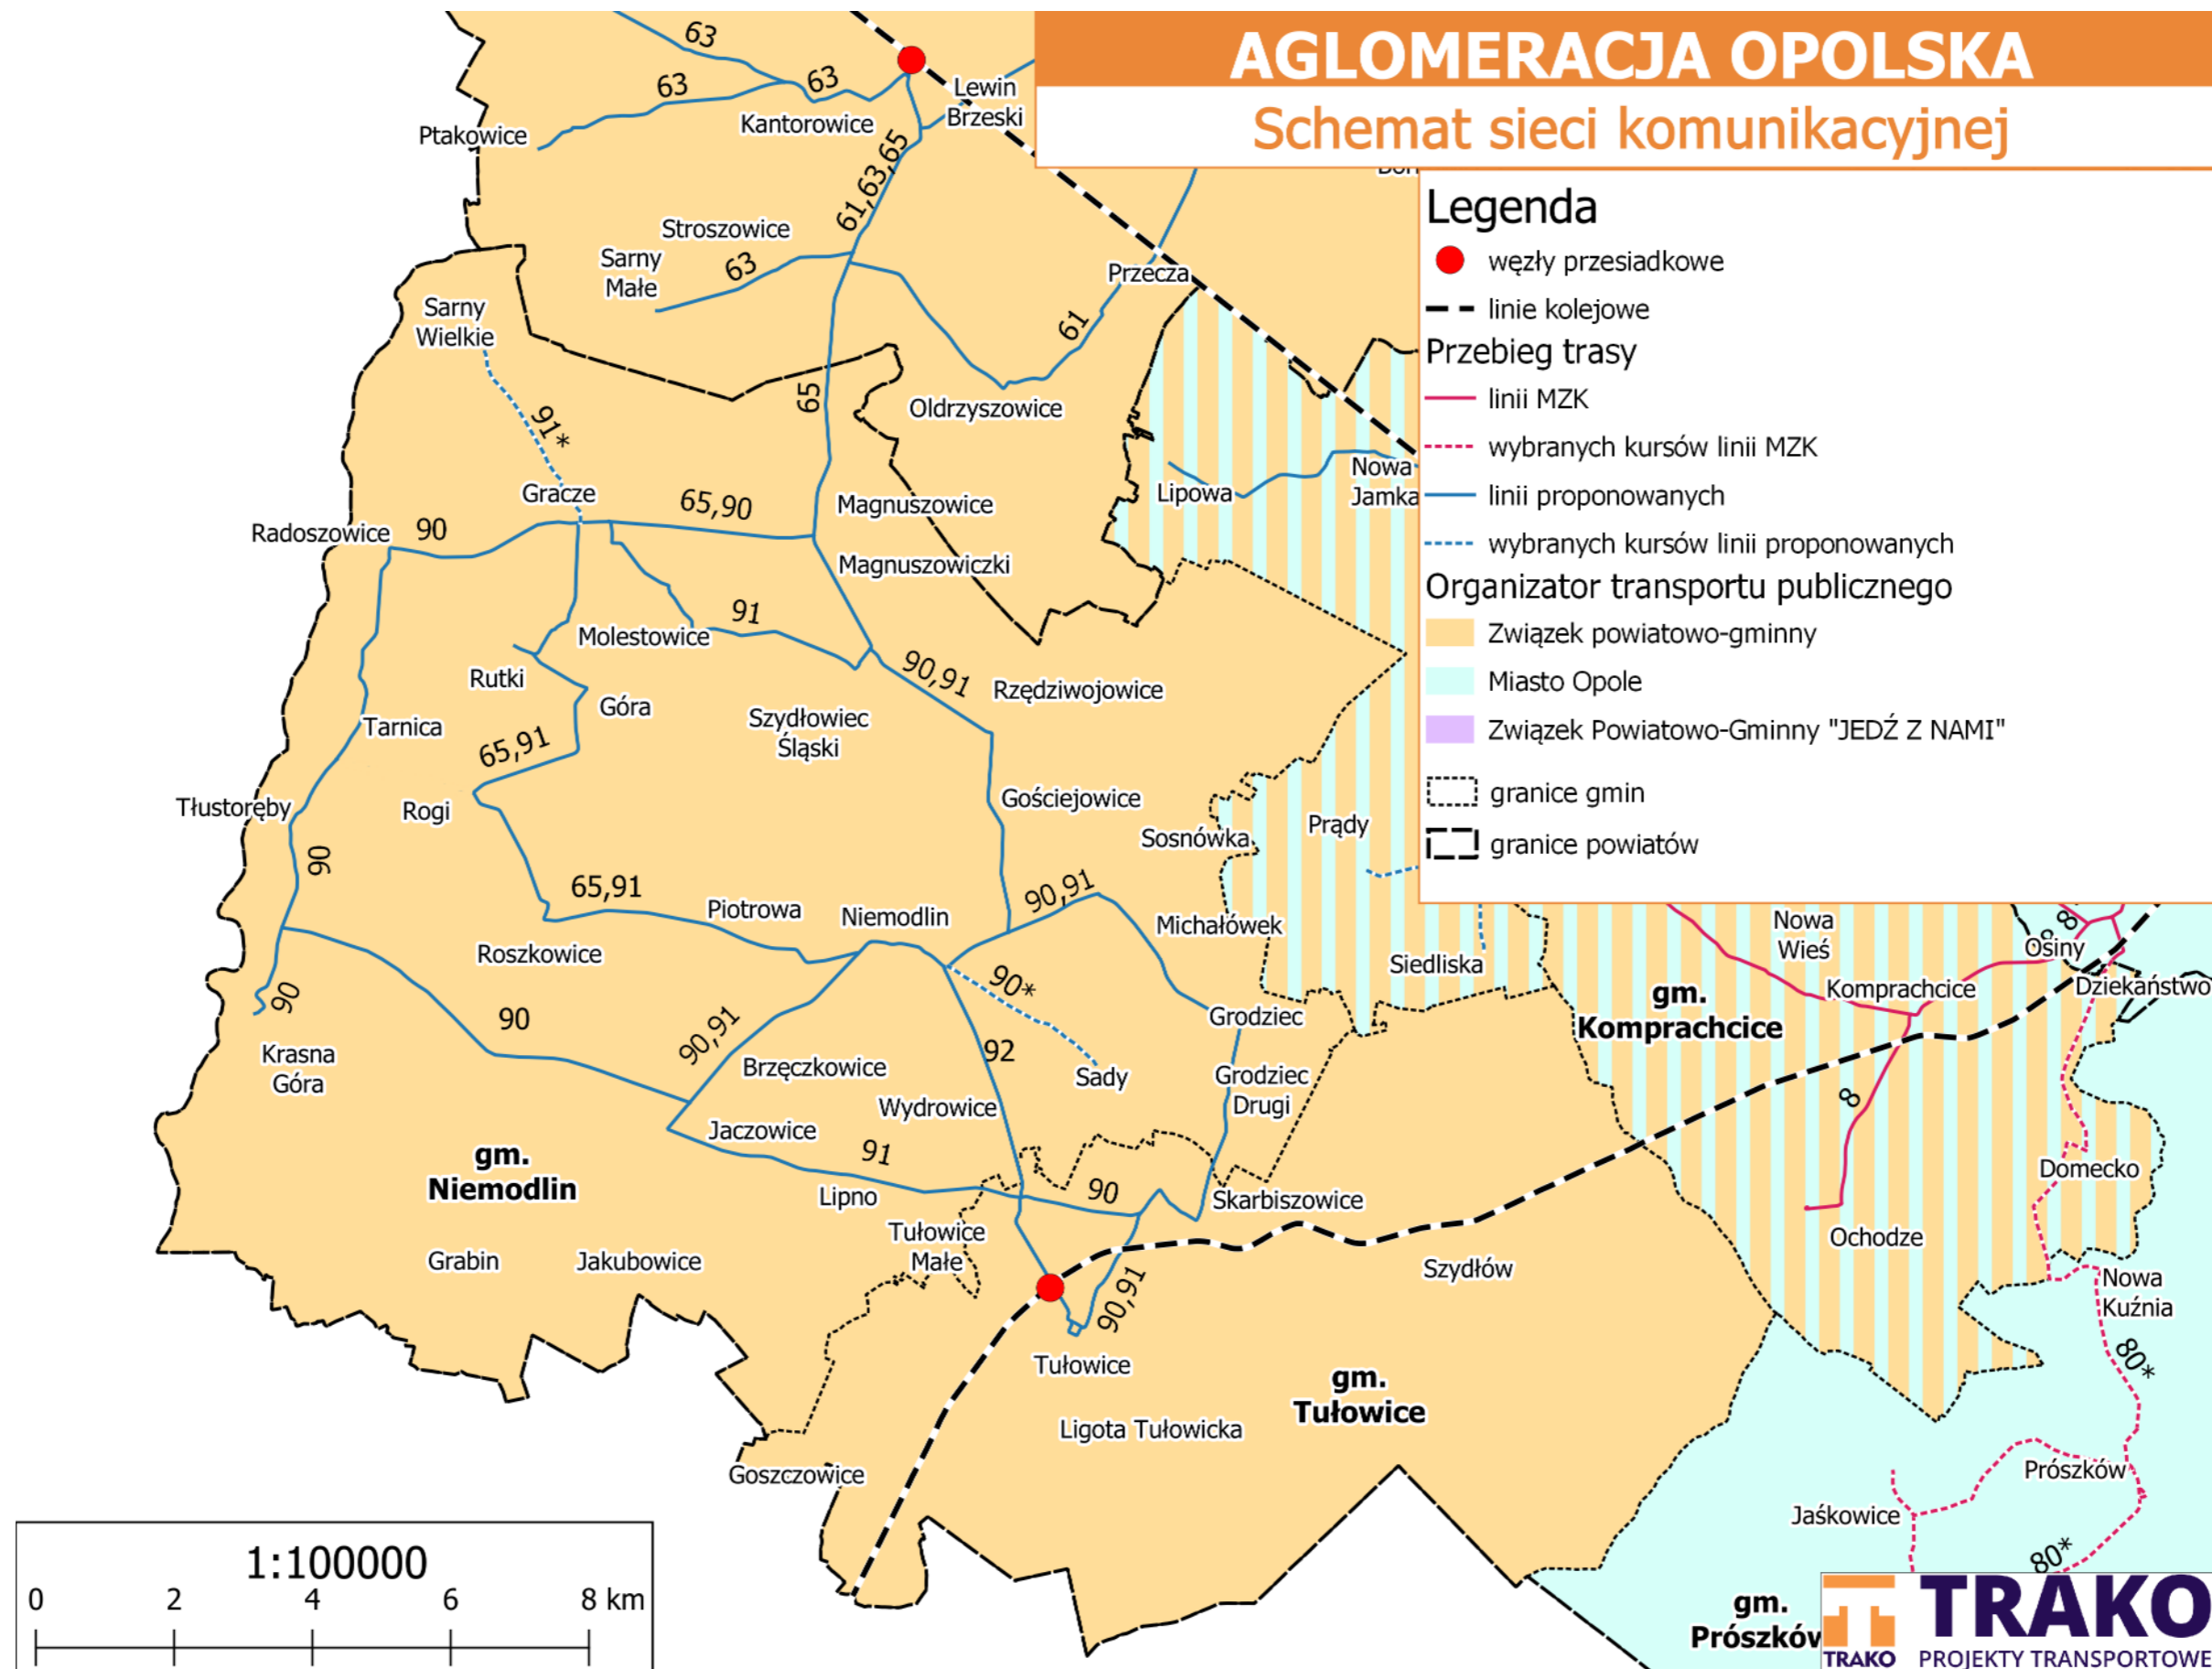 AGLOMERACJA OPOLSKA
Schemat sieci komunikacyjnej
Legenda
węzły przesiadkowe
linie kolejowe
Przebieg trasy
linii MZK
wybranych kursów linii MZK
linii proponowanych
wybranych kursów linii proponowanych
Organizator transportu publicznego
Związek powiatowo-gminny
Miasto Opole
Związek Powiatowo-Gminny "JEDŹ Z NAMI"
granice gmin
granice powiatów
63
63
63
Lewin
Brzeski
Kantorowice
Ptakowice
61,63,65
Stroszowice
Sarny
Małe
63
Przecza
61
Sarny
Wielkie
65
Oldrzyszowice
91*
Gracze
65,90
Magnuszowice
Lipowa
Nowa
Jamka
Radoszowice
90
Magnuszowiczki
91
Molestowice
90,91
Rutki
Rzędziwojowice
Góra
Szydłowiec
Śląski
Tarnica
65,91
Tłustoręby
Rogi
Gościejowice
Sosnówka
Prądy
90
65,91
90,91
Piotrowa
Niemodlin
Michałówek
Nowa
Wieś
8
8
Osiny
Roszkowice
Siedliska
90*
90
Komprachcice
Dziekaństwo
gm.
Komprachcice
90
90,91
Grodziec
92
Krasna
Góra
Brzęczkowice
Sady
Grodziec
Drugi
8
Wydrowice
Jaczowice
91
gm.
Niemodlin
Lipno
90
Skarbiszowice
Domecko
Tułowice
Małe
Ochodze
Grabin
Jakubowice
Szydłów
Nowa
Kuźnia
90,91
80*
Tułowice
gm.
Tułowice
Ligota Tułowicka
Goszczowice
Prószków
Jaśkowice
80*
gm.
Prószków
1:100000
0 2 4 6 8 km
TRAKO
TRAKO
PROJEKTY TRANSPORTOWE